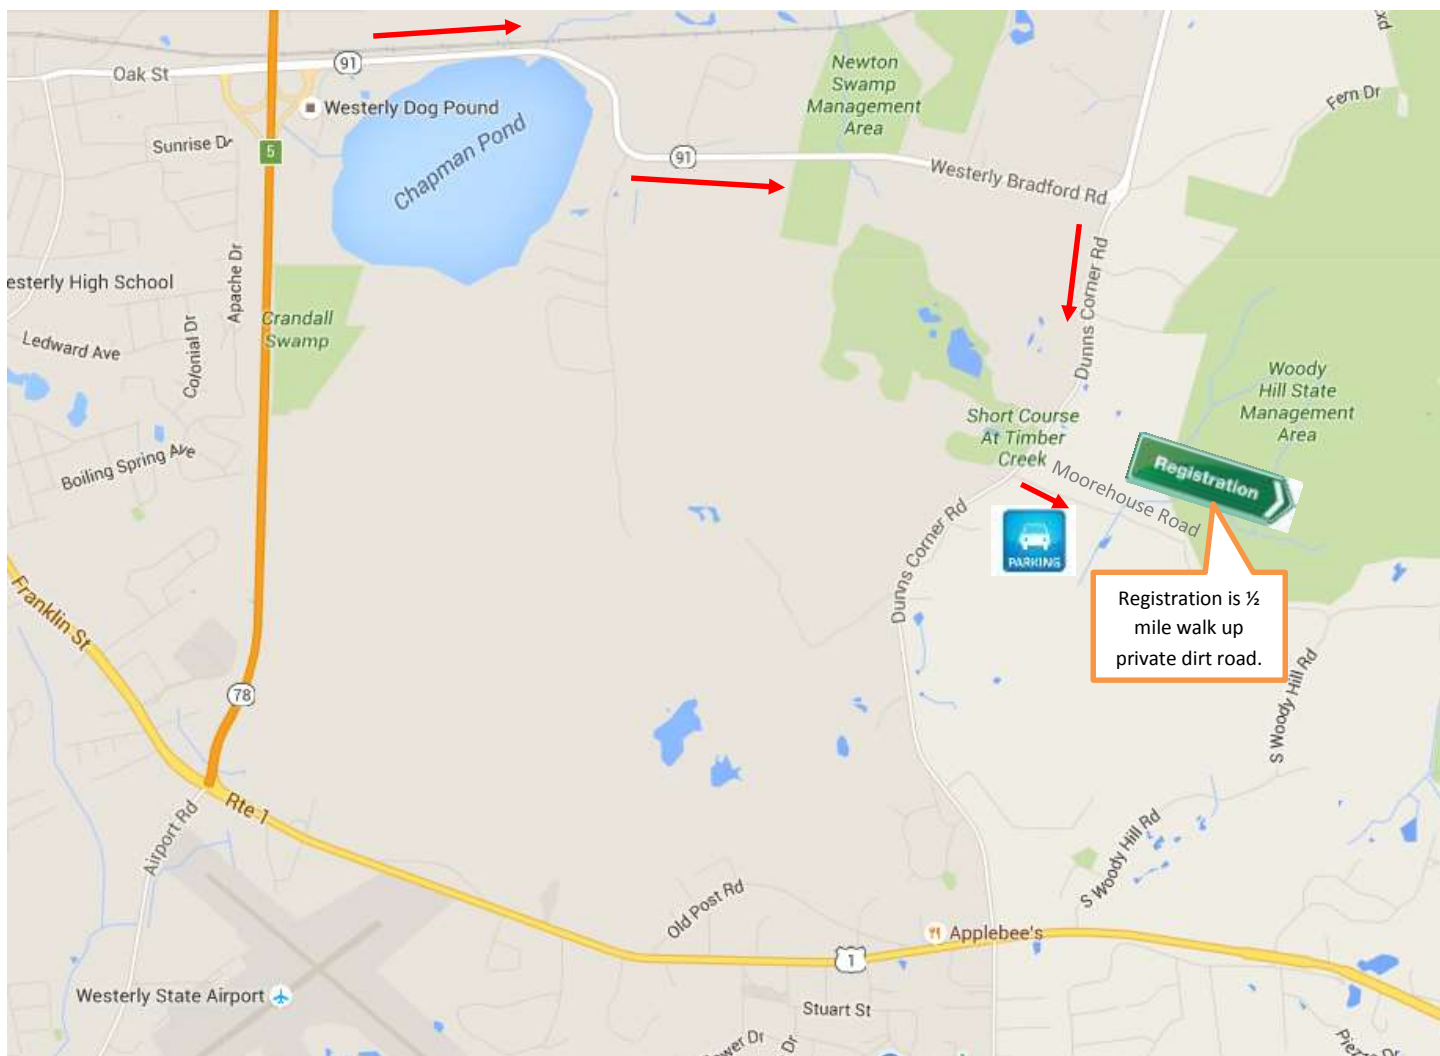 Oak St
91
Westerly Dog Pound
Sunrise Dr
5
Chapman Pond
Newton
Swamp
Management
Area
Fern Dr
91
Westerly Bradford Rd
esterly High School
Apache Dr
Crandall
Swamp
Ledward Ave
Colonial Dr
Boiling Spring Ave
Dunns Corner Rd
Woody
Hill State
Management
Area
Short Course
At Timber
Creek
Moorehouse Road
Registration
PARKING
Dunns Corner Rd
Registration is ½
mile walk up
private dirt road.
Franklin St
78
S Woody Hill Rd
Rte 1
Airport Rd
S Woody Hill Rd
Old Post Rd
Applebee's
1
Westerly State Airport
Stuart St
ower Dr
Dr